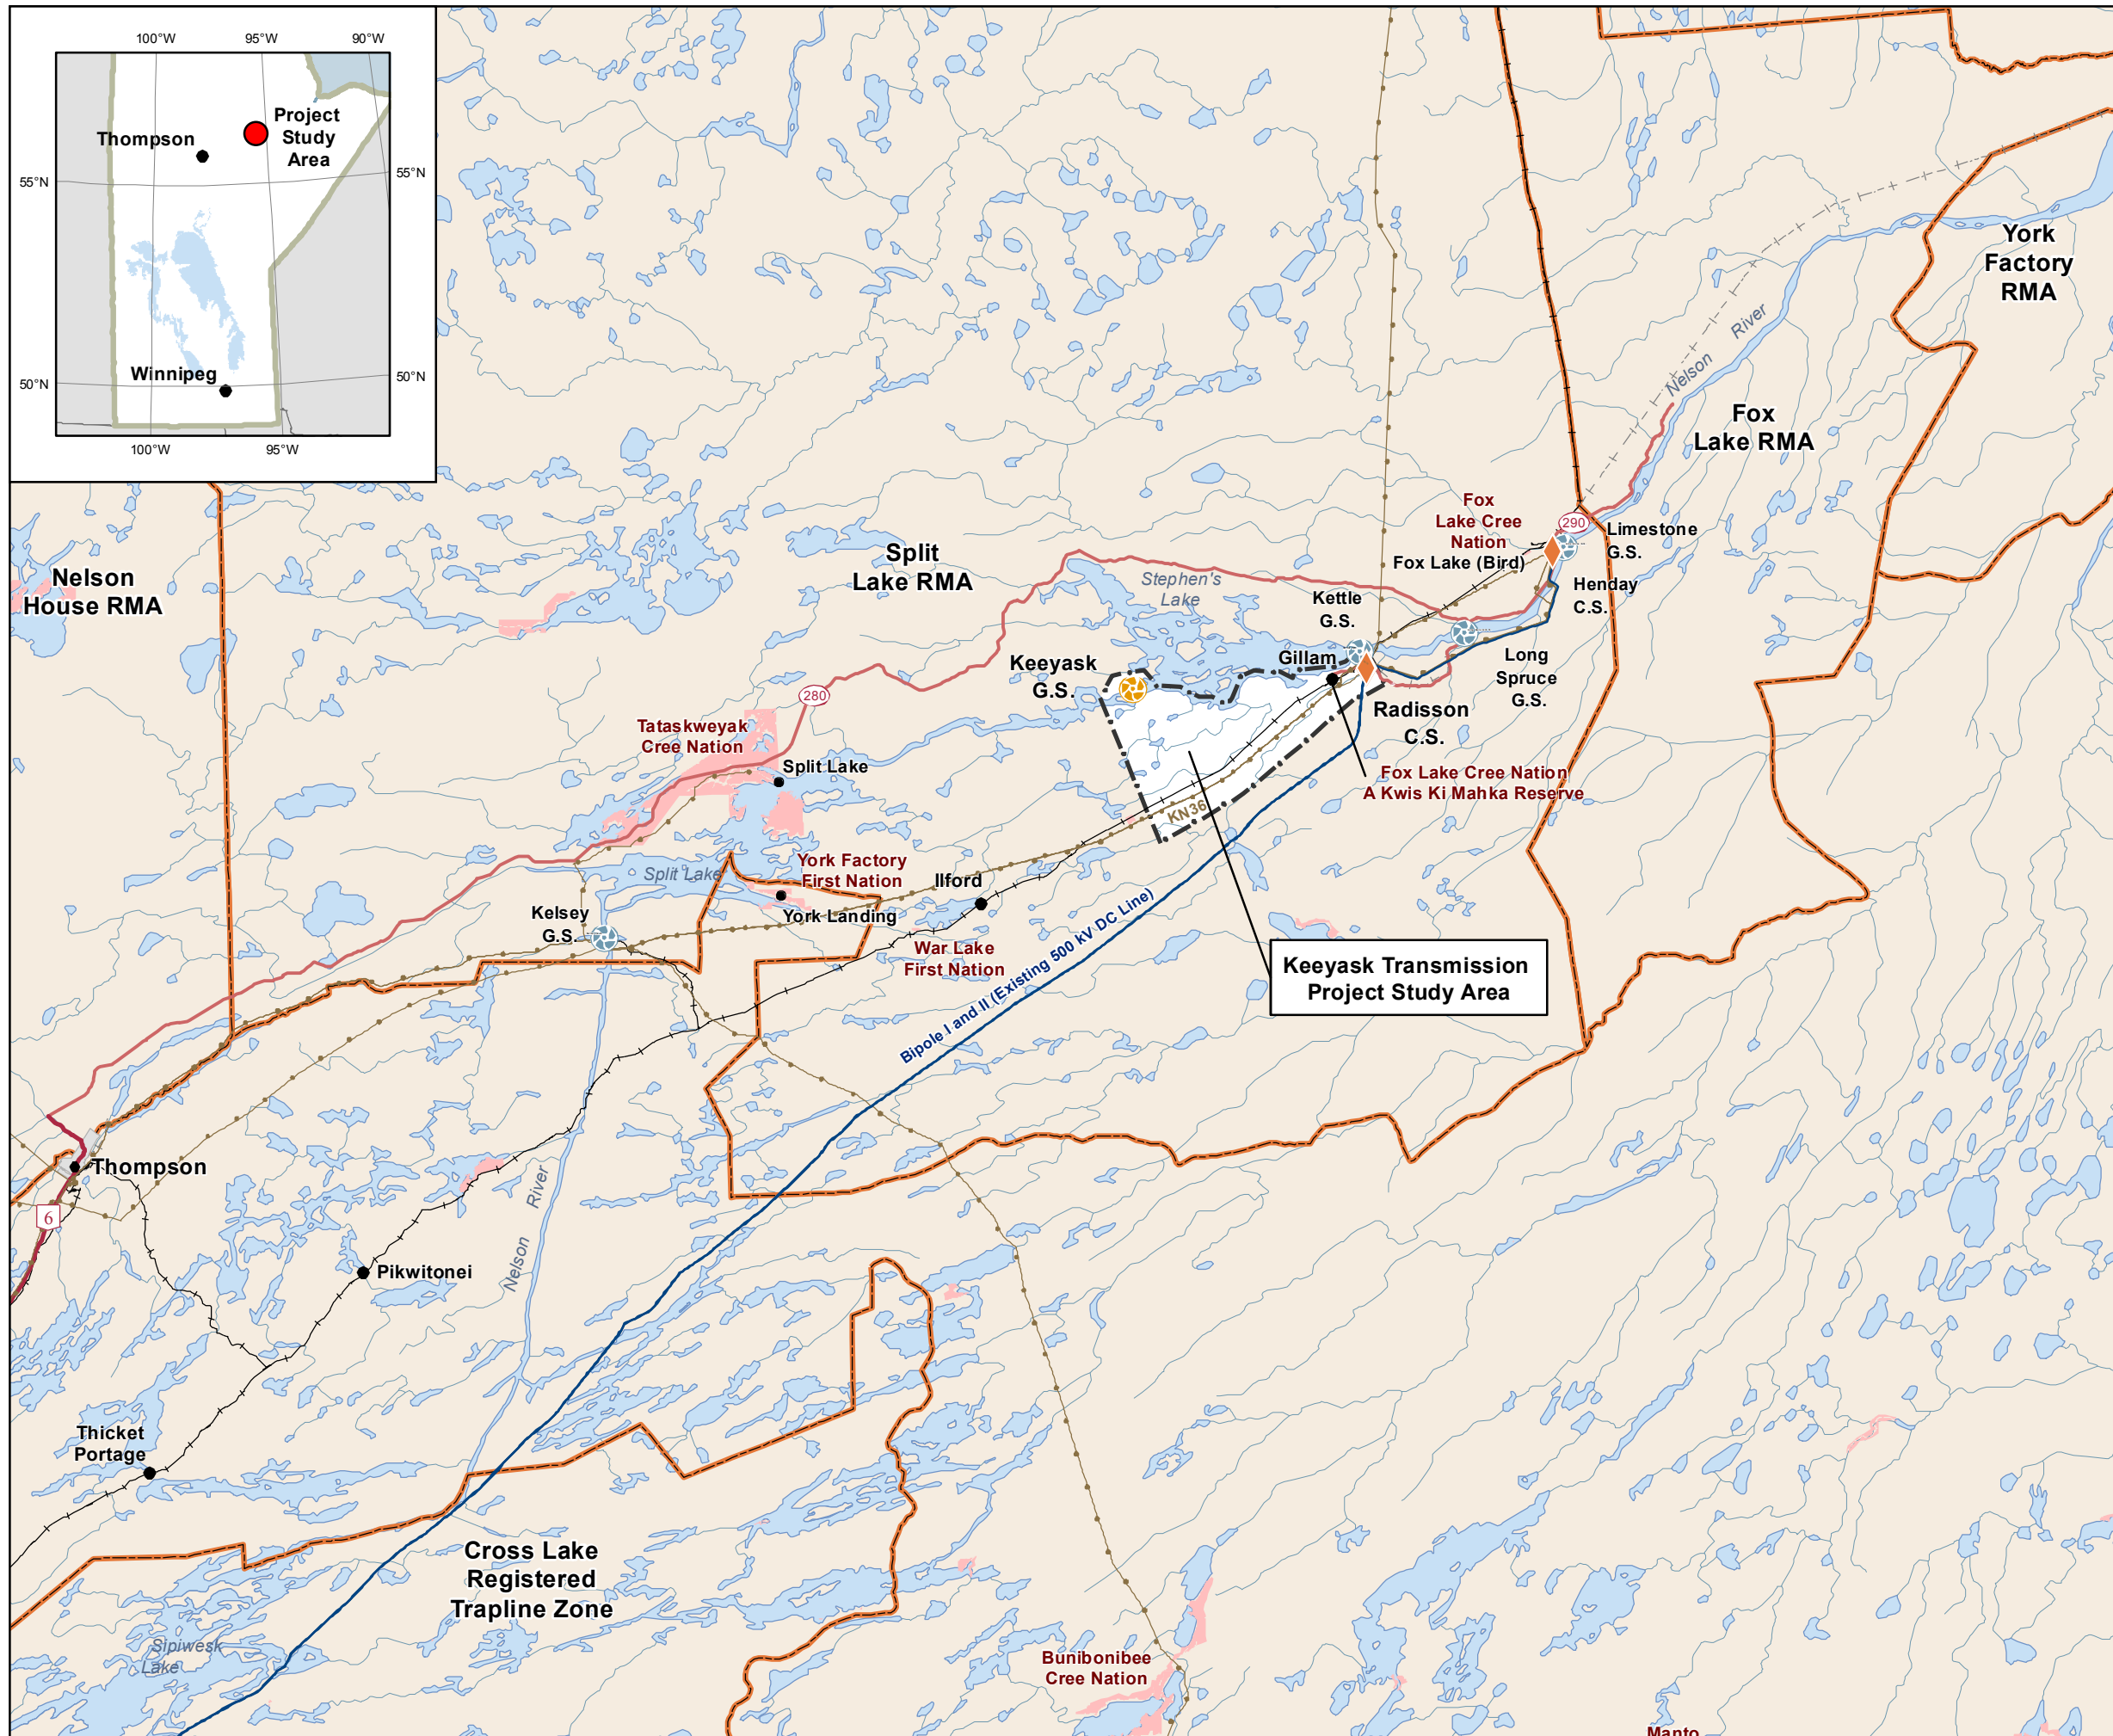 100°W
95°W
90°W
Project
Study
Area
Thompson
55°N
55°N
Winnipeg
50°N
50°N
100°W
95°W
York
Factory
RMA
Nelson
River
Fox
Lake RMA
Fox
Lake Cree
Nation
Fox Lake (Bird)
290
Limestone
G.S.
Henday
C.S.
Split
Lake RMA
Nelson
House RMA
Stephen's
Lake
Kettle
G.S.
Gillam
Keeyask
G.S.
Long
Spruce
G.S.
280
Radisson
C.S.
Tataskweyak
Cree Nation
Split Lake
Fox Lake Cree Nation
A Kwis Ki Mahka Reserve
KN36
York Factory
First Nation
Split Lake
Ilford
York Landing
Kelsey
G.S.
War Lake
First Nation
Bipole I and II (Existing 500 kV DC Line)
Keeyask Transmission
Project Study Area
Thompson
6
Nelson
River
Pikwitonei
Thicket
Portage
Cross Lake
Registered
Trapline Zone
Sipiwesk
Lake
Bunibonibee
Cree Nation
Manto